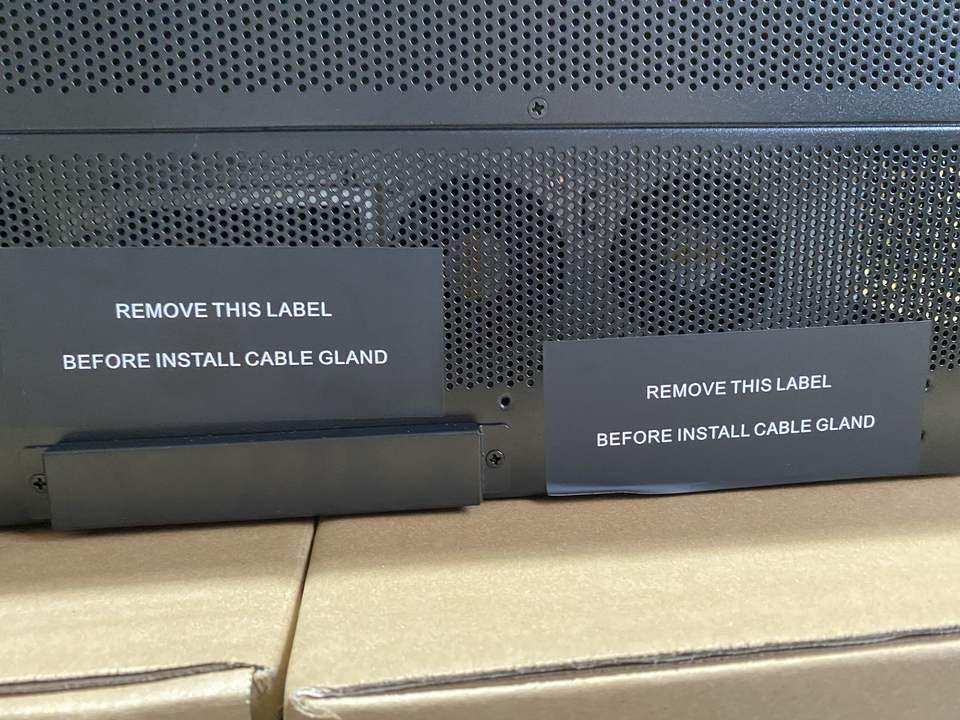 REMOVE THIS LABEL
BEFORE INSTALL CABLE GLAND
REMOVE THIS LABEL
BEFORE INSTALL CABLE GLAND